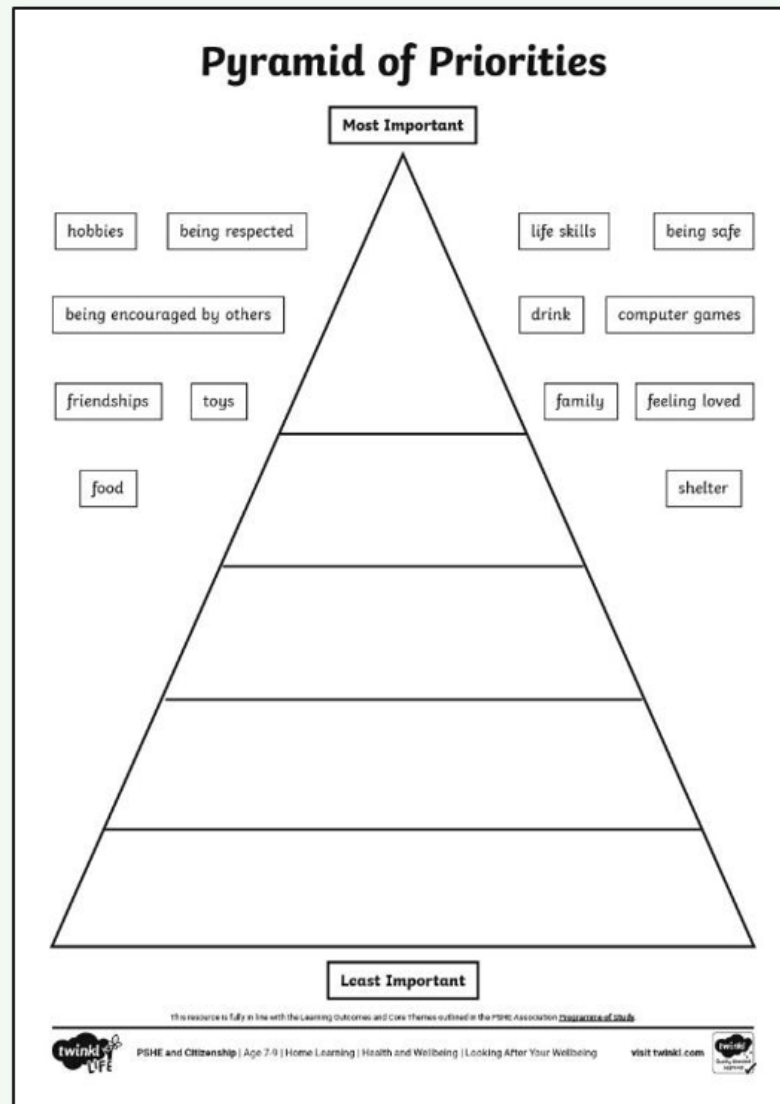 Pyramid of Priorities
Most Important
hobbies being respected life skills being safe
being encouraged by others drink computer games
friendships toys family feeling loved
food shelter
Least Important
This resource is fully in line with the Learning Outcomes and Core Themes outlined in the PSHE Association Programme of Study.
twinkl LIFE PSHE and Citizenship | Age 7-9 | Home Learning | Health and Wellbeing | Looking After Your Wellbeing visit twinkl.com twinkl